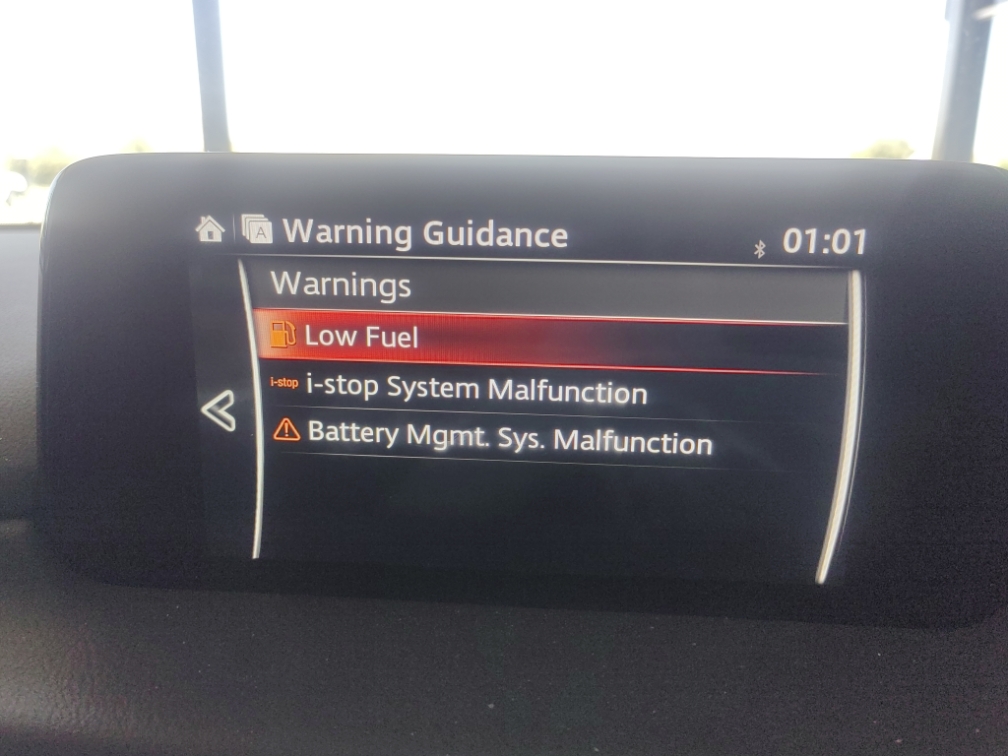 A Warning Guidance 01:01
Warnings
Low Fuel
i-stop i-stop System Malfunction
Battery Mgmt. Sys. Malfunction